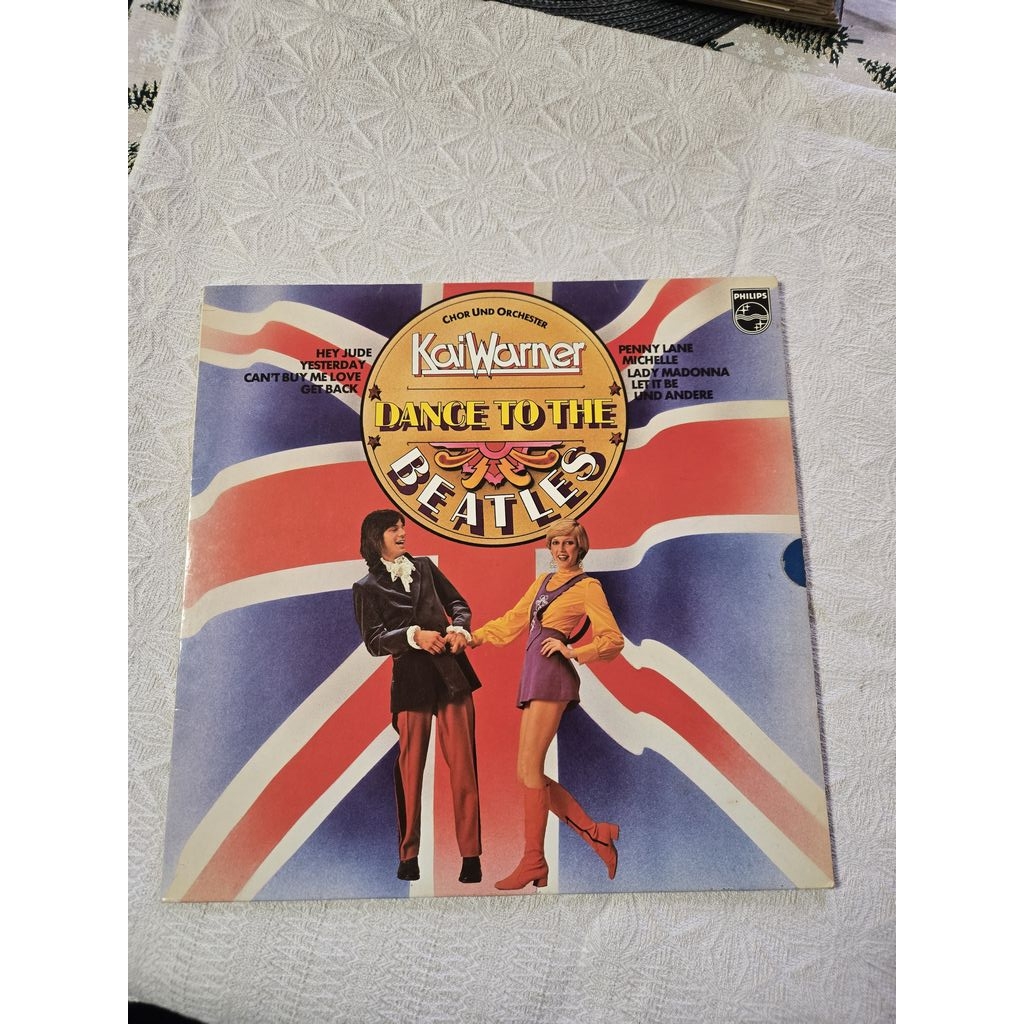 PHILIPS
CHOR UND ORCHESTER
Kai Warner
DANCE TO THE
BEATLES
HEY JUDE
YESTERDAY
CAN'T BUY ME LOVE
GET BACK
PENNY LANE
MICHELLE
LADY MADONNA
LET IT BE
UND ANDERE